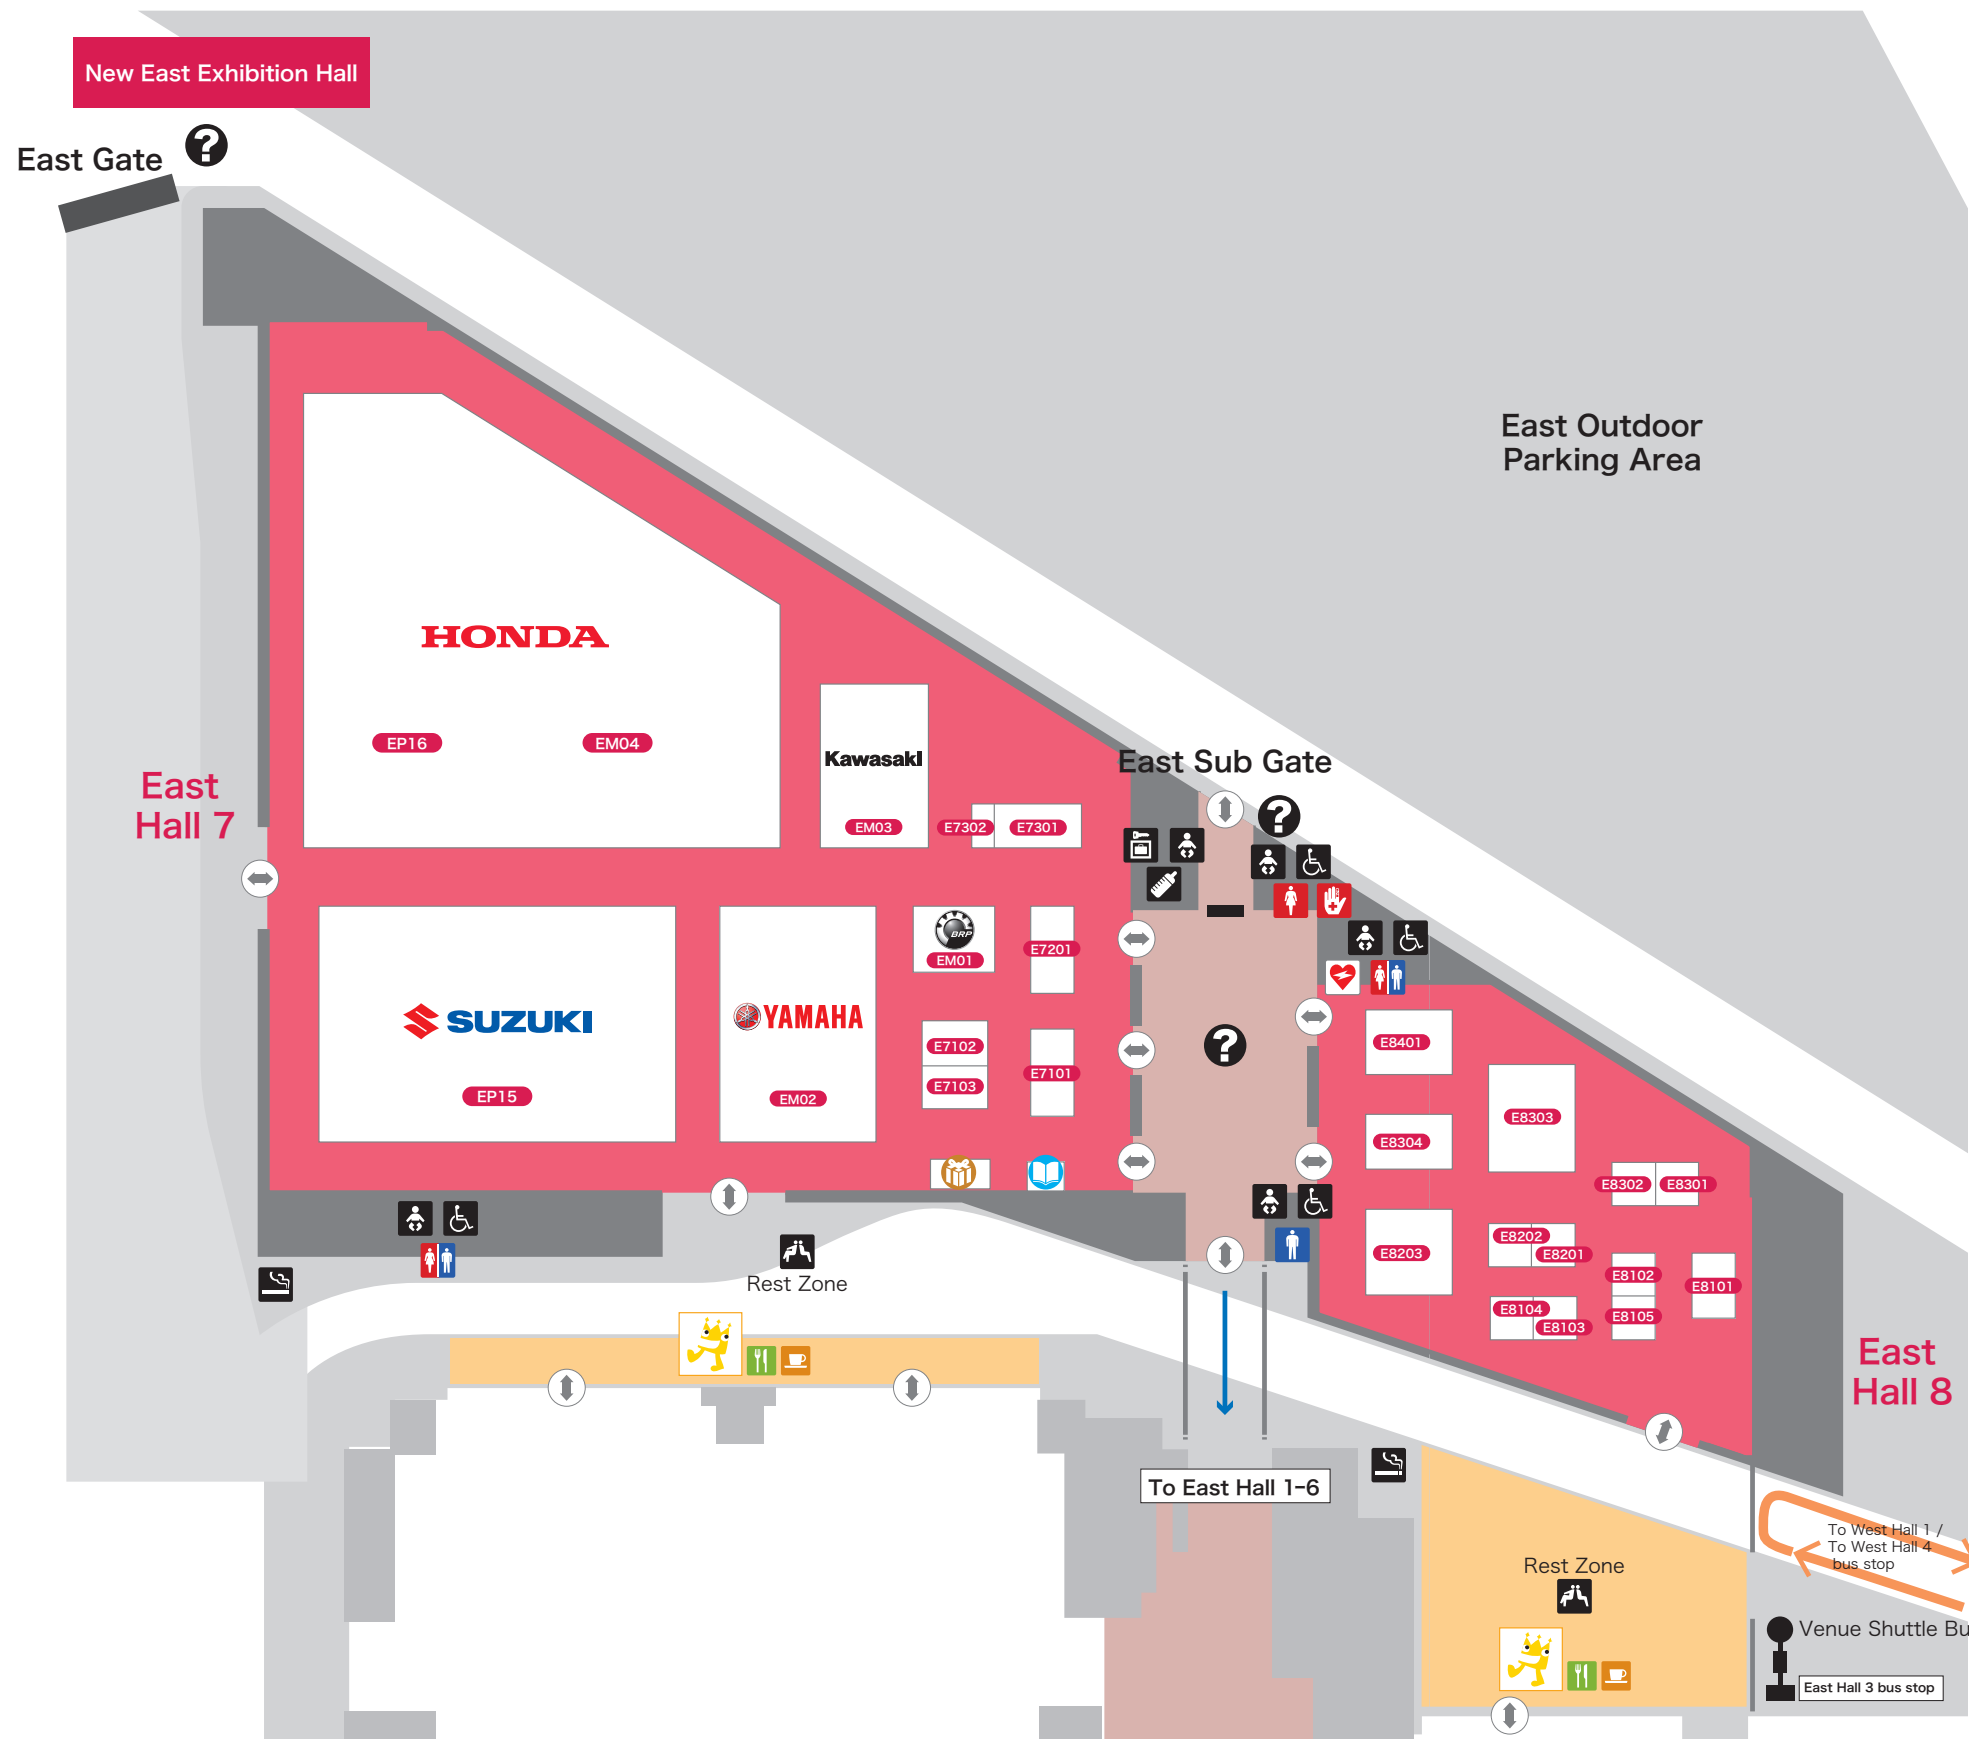 New East Exhibition Hall
East Gate
East Outdoor
Parking Area
HONDA
EP16
EM04
Kawasaki
EM03
E7302
E7301
East Sub Gate
East
Hall 7
BRP
EM01
E7201
SUZUKI
EP15
YAMAHA
EM02
E7102
E7103
E7101
E8401
E8303
E8304
E8302
E8301
E8203
E8202
E8201
E8102
E8101
E8104
E8103
E8105
East
Hall 8
Rest Zone
To East Hall 1-6
Rest Zone
To West Hall 1 /
To West Hall 4
bus stop
Venue Shuttle Bu
East Hall 3 bus stop